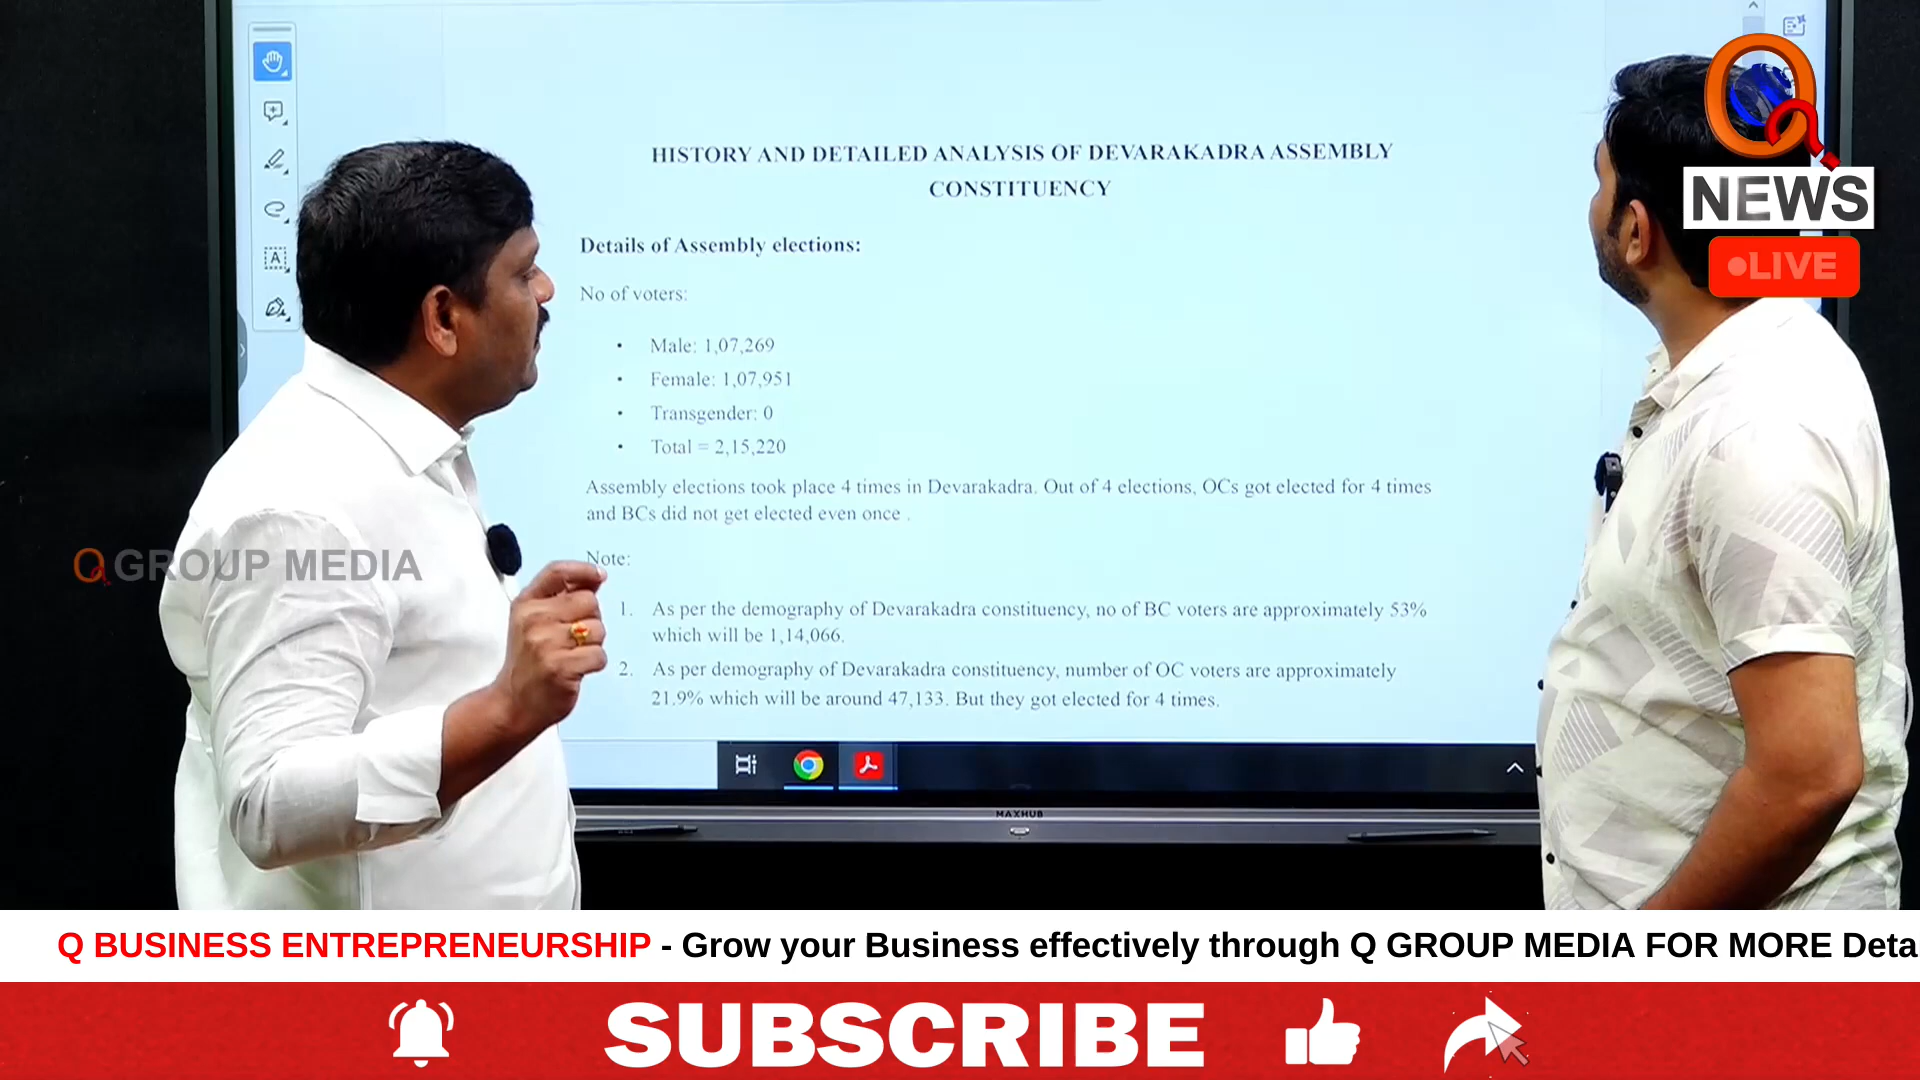 HISTORY AND DETAILED ANALYSIS OF DEVARAKADRA ASSEMBLY
CONSTITUENCY
Details of Assembly elections:
No of voters:
• Male: 1,07,269
• Female: 1,07,951
• Transgender: 0
• Total = 2,15,220
Assembly elections took place 4 times in Devarakadra. Out of 4 elections, OCs got elected for 4 times
and BCs did not get elected even once .
Note:
1. As per the demography of Devarakadra constituency, no of BC voters are approximately 53%
which will be 1,14,066.
2. As per demography of Devarakadra constituency, number of OC voters are approximately
21.9% which will be around 47,133. But they got elected for 4 times.
MAXHUB
Q
NEWS
LIVE
Q GROUP MEDIA
Q BUSINESS ENTREPRENEURSHIP - Grow your Business effectively through Q GROUP MEDIA FOR MORE Deta
SUBSCRIBE